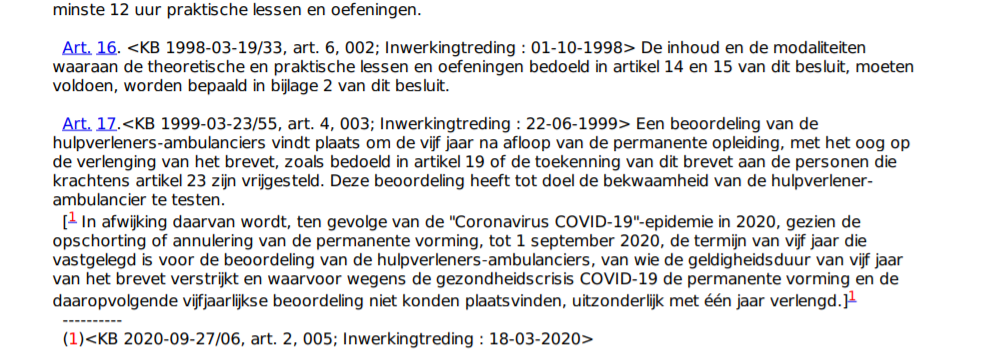 minste 12 uur praktische lessen en oefeningen.
Art. 16. <KB 1998-03-19/33, art. 6, 002; Inwerkingtreding : 01-10-1998> De inhoud en de modaliteiten
waaraan de theoretische en praktische lessen en oefeningen bedoeld in artikel 14 en 15 van dit besluit, moeten
voldoen, worden bepaald in bijlage 2 van dit besluit.
Art. 17.<KB 1999-03-23/55, art. 4, 003; Inwerkingtreding : 22-06-1999> Een beoordeling van de
hulpverleners-ambulanciers vindt plaats om de vijf jaar na afloop van de permanente opleiding, met het oog op
de verlenging van het brevet, zoals bedoeld in artikel 19 of de toekenning van dit brevet aan de personen die
krachtens artikel 23 zijn vrijgesteld. Deze beoordeling heeft tot doel de bekwaamheid van de hulpverlener-
ambulancier te testen.
[1 In afwijking daarvan wordt, ten gevolge van de "Coronavirus COVID-19"-epidemie in 2020, gezien de
opschorting of annulering van de permanente vorming, tot 1 september 2020, de termijn van vijf jaar die
vastgelegd is voor de beoordeling van de hulpverleners-ambulanciers, van wie de geldigheidsduur van vijf jaar
van het brevet verstrijkt en waarvoor wegens de gezondheidscrisis COVID-19 de permanente vorming en de
daaropvolgende vijfjaarlijkse beoordeling niet konden plaatsvinden, uitzonderlijk met één jaar verlengd.]1
----------
(1)<KB 2020-09-27/06, art. 2, 005; Inwerkingtreding : 18-03-2020>